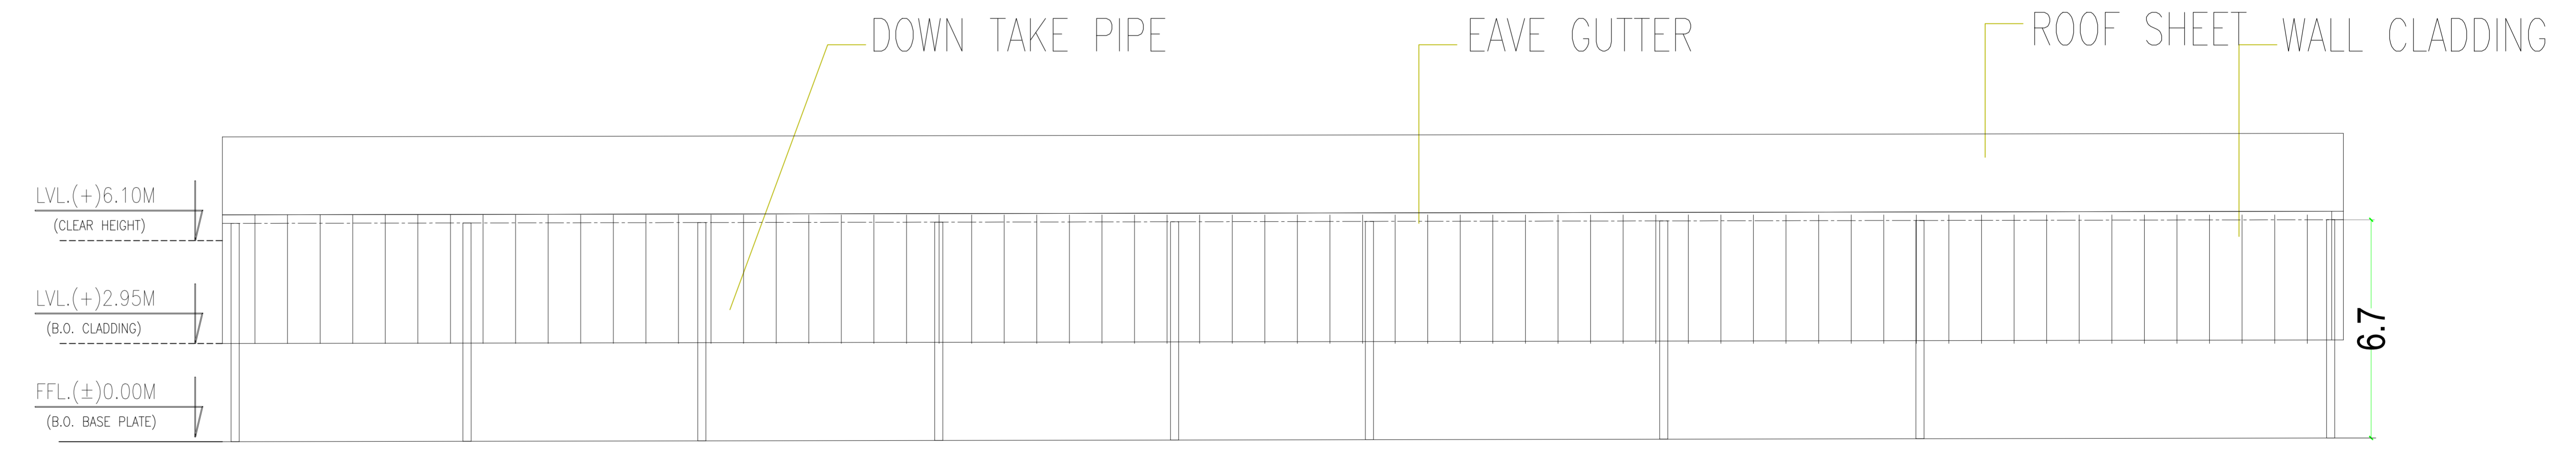 DOWN TAKE PIPE
EAVE GUTTER
ROOF SHEET
WALL CLADDING
LVL.(+)6.10M
(CLEAR HEIGHT)
LVL.(+)2.95M
(B.O. CLADDING)
6.7
FFL.(±)0.00M
(B.O. BASE PLATE)